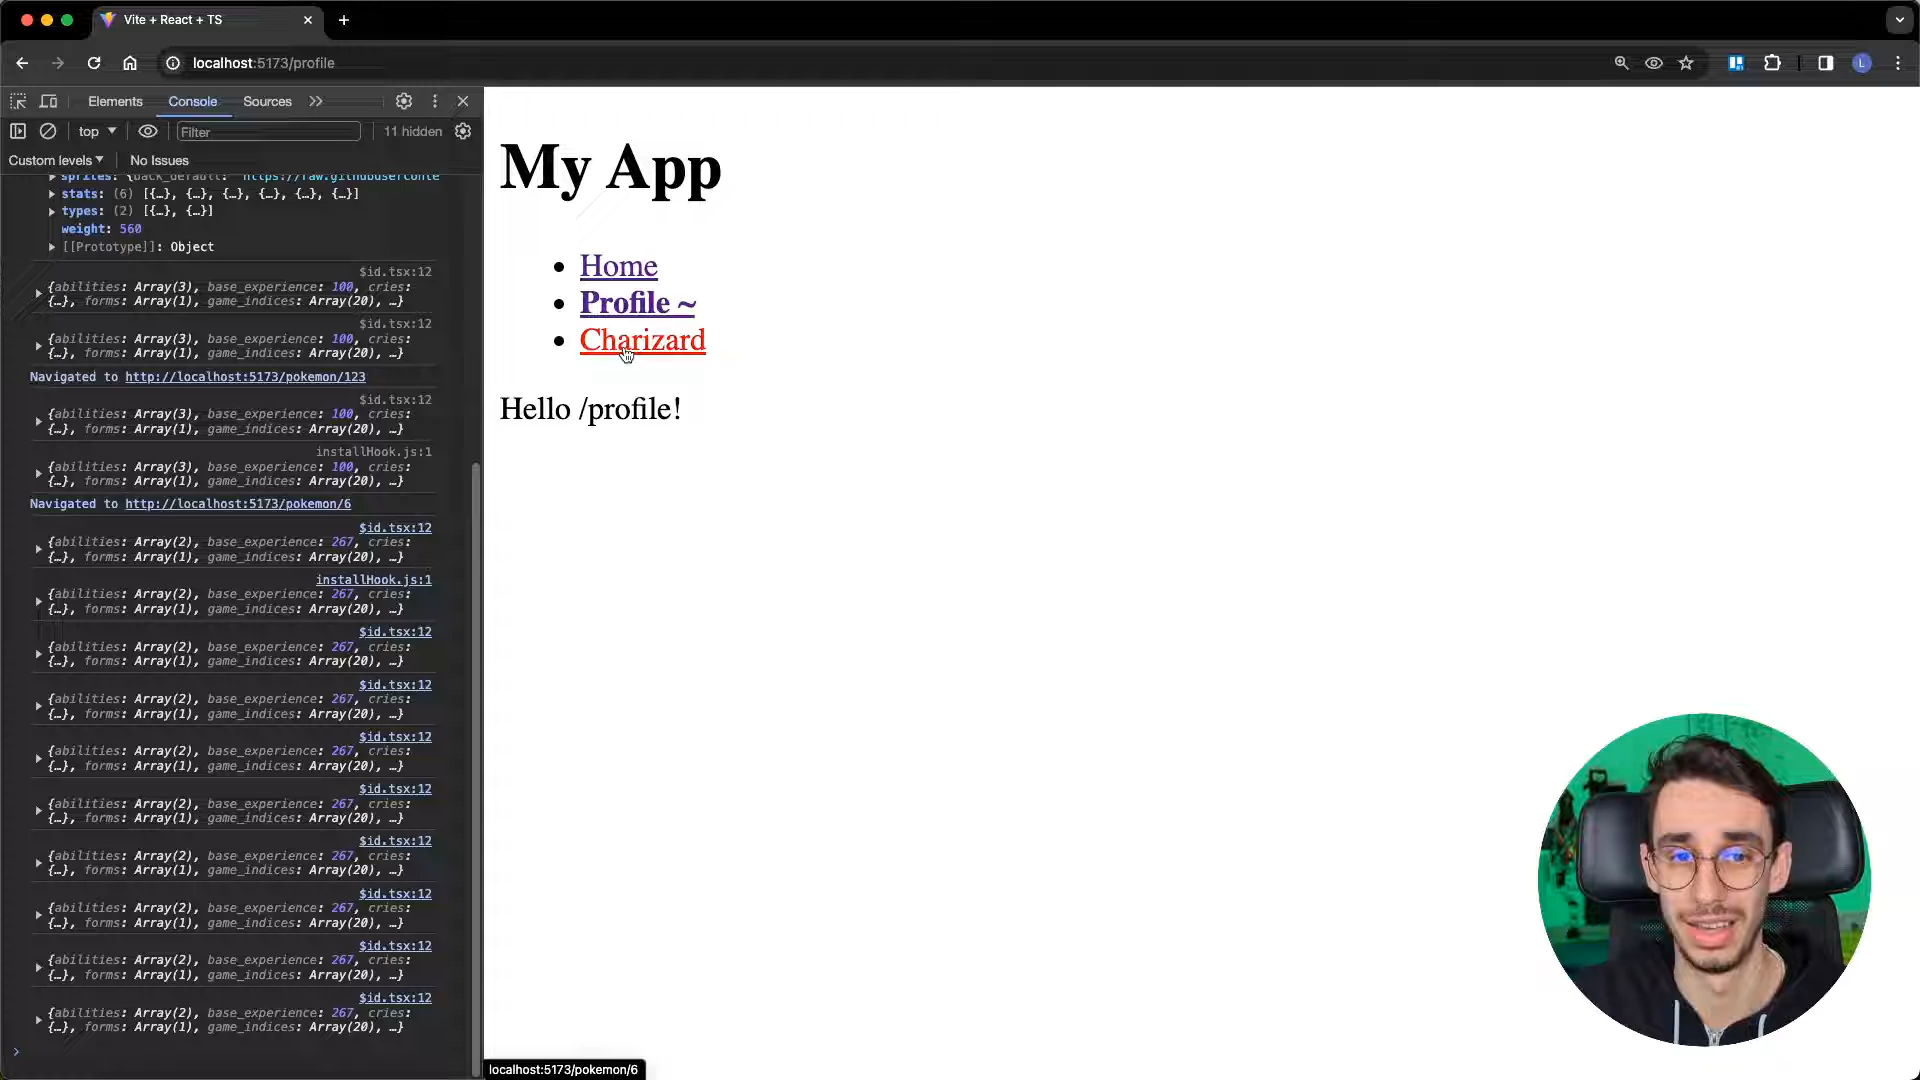 Vite + React + TS
localhost:5173/profile
Elements
Console
Sources
top
Filter
11 hidden
Custom levels
No Issues
sprites: {back_default: "https://raw.githubuserconte
stats: (6) [{…}, {…}, {…}, {…}, {…}, {…}]
types: (2) [{…}, {…}]
weight: 560
[[Prototype]]: Object
$id.tsx:12
{abilities: Array(3), base_experience: 100, cries:
{…}, forms: Array(1), game_indices: Array(20), …}
$id.tsx:12
{abilities: Array(3), base_experience: 100, cries:
{…}, forms: Array(1), game_indices: Array(20), …}
Navigated to http://localhost:5173/pokemon/123
$id.tsx:12
{abilities: Array(3), base_experience: 100, cries:
{…}, forms: Array(1), game_indices: Array(20), …}
installHook.js:1
{abilities: Array(3), base_experience: 100, cries:
{…}, forms: Array(1), game_indices: Array(20), …}
Navigated to http://localhost:5173/pokemon/6
$id.tsx:12
{abilities: Array(2), base_experience: 267, cries:
{…}, forms: Array(1), game_indices: Array(20), …}
installHook.js:1
{abilities: Array(2), base_experience: 267, cries:
{…}, forms: Array(1), game_indices: Array(20), …}
$id.tsx:12
{abilities: Array(2), base_experience: 267, cries:
{…}, forms: Array(1), game_indices: Array(20), …}
$id.tsx:12
{abilities: Array(2), base_experience: 267, cries:
{…}, forms: Array(1), game_indices: Array(20), …}
$id.tsx:12
{abilities: Array(2), base_experience: 267, cries:
{…}, forms: Array(1), game_indices: Array(20), …}
$id.tsx:12
{abilities: Array(2), base_experience: 267, cries:
{…}, forms: Array(1), game_indices: Array(20), …}
$id.tsx:12
{abilities: Array(2), base_experience: 267, cries:
{…}, forms: Array(1), game_indices: Array(20), …}
$id.tsx:12
{abilities: Array(2), base_experience: 267, cries:
{…}, forms: Array(1), game_indices: Array(20), …}
$id.tsx:12
{abilities: Array(2), base_experience: 267, cries:
{…}, forms: Array(1), game_indices: Array(20), …}
$id.tsx:12
{abilities: Array(2), base_experience: 267, cries:
{…}, forms: Array(1), game_indices: Array(20), …}
L
My App
Home
Profile ~
Charizard
Hello /profile!
localhost:5173/pokemon/6